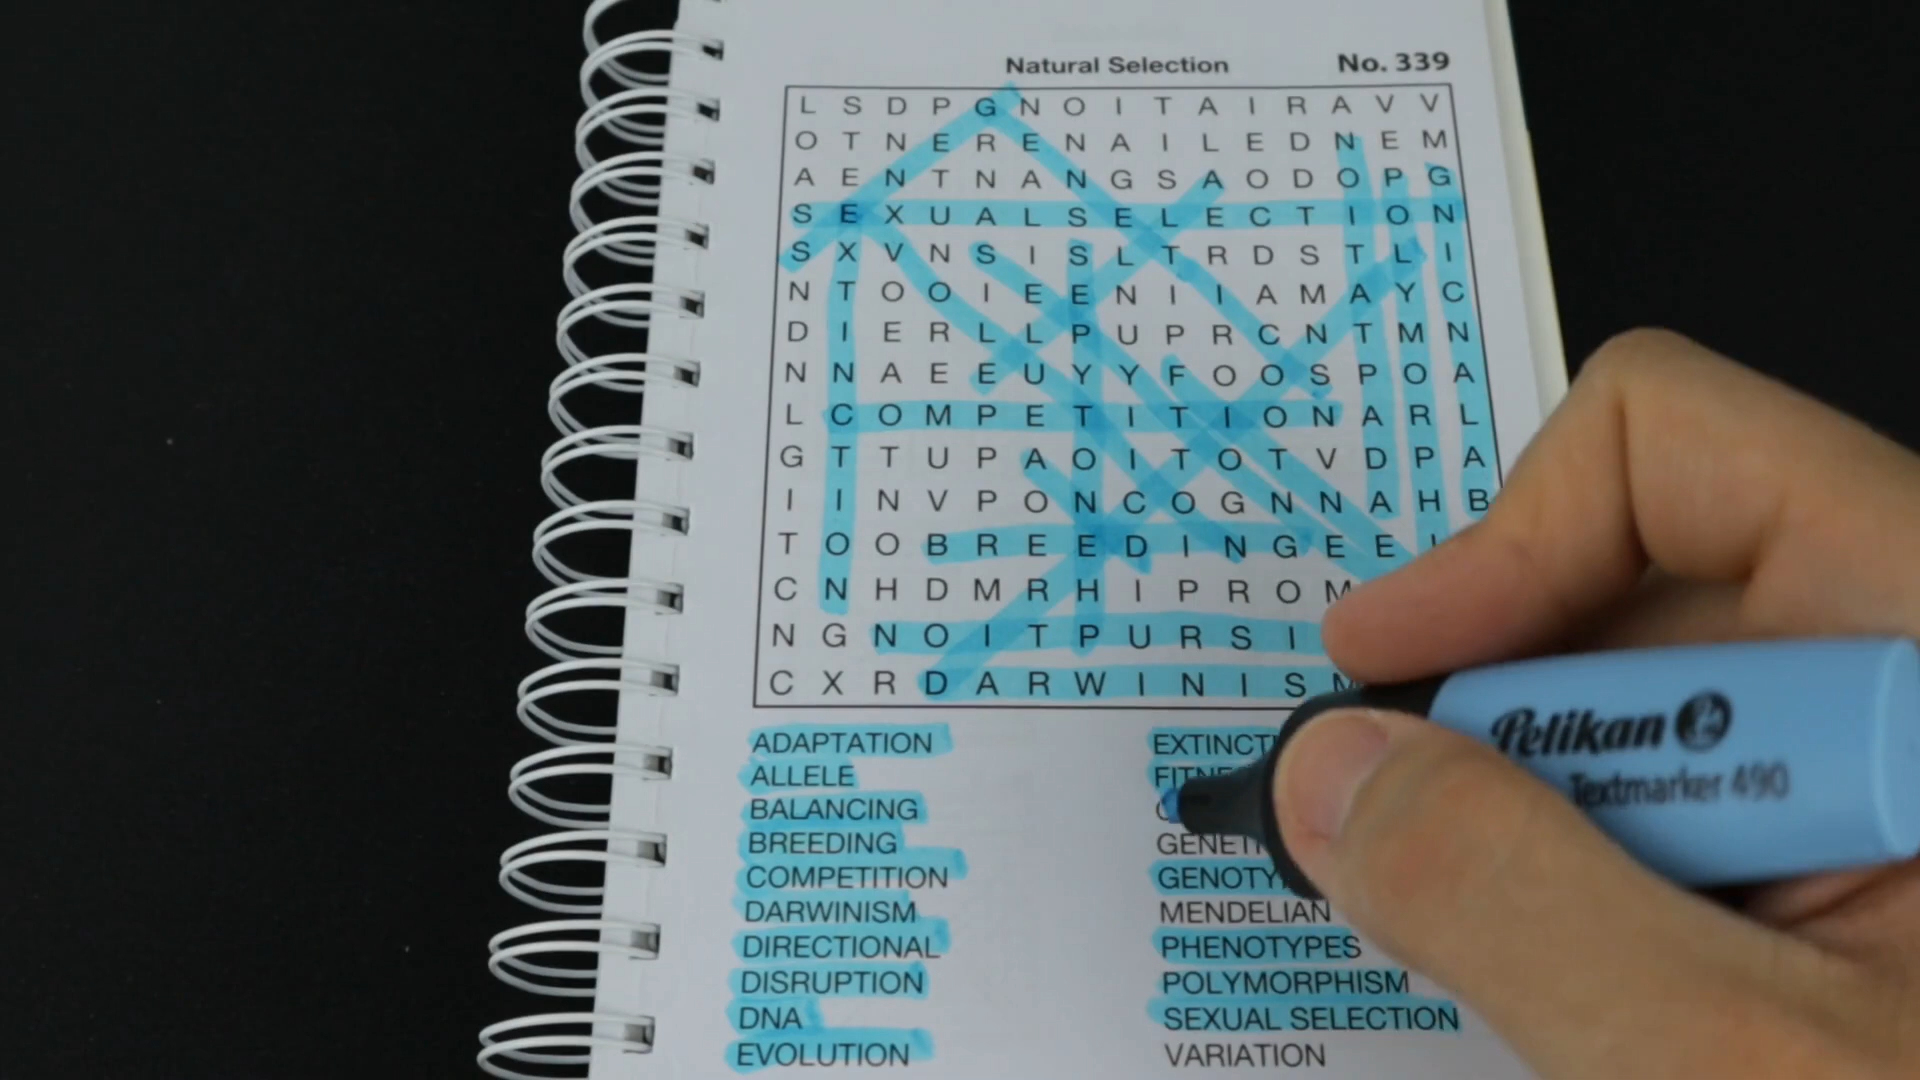 Natural Selection No. 339
L S D P G N O I T A I R A V V
O T N E R E N A I L E D N E M
A E N T N A N G S A O D O P G
S E X U A L S E L E C T I O N
S X V N S I S L T R D S T L I
N T O O I E E N I I A M A Y C
D I E R L L P U P R C N T M N
N N A E E U Y Y F O O S P O A
L C O M P E T I T I O N A R L
G T T U P A O I T O T V D P A
I I N V P O N C O G N N A H B
T O O B R E E D I N G E E I
C N H D M R H I P R O M
N G N O I T P U R S I
C X R D A R W I N I S M
ADAPTATION
ALLELE
BALANCING
BREEDING
COMPETITION
DARWINISM
DIRECTIONAL
DISRUPTION
DNA
EVOLUTION
MENDELIAN
PHENOTYPES
POLYMORPHISM
SEXUAL SELECTION
VARIATION
Pelikan
Textmarker 490